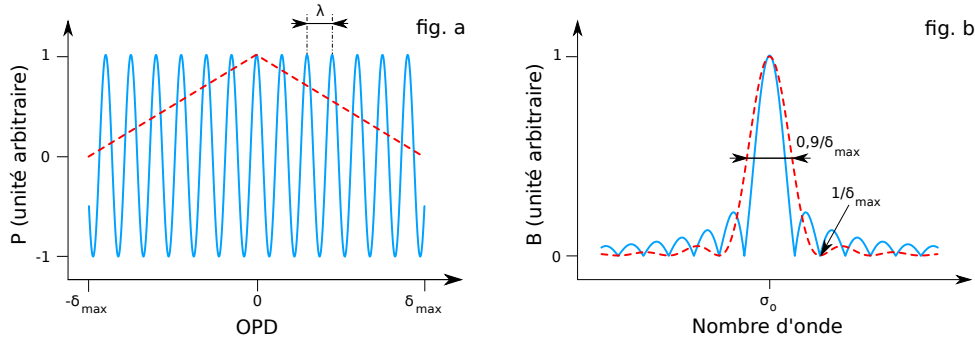 fig. a
λ
P (unité arbitraire)
1
0
-1
-δmax
0
δmax
OPD
fig. b
B (unité arbitraire)
1
0
0,9/δmax
1/δmax
σo
Nombre d'onde